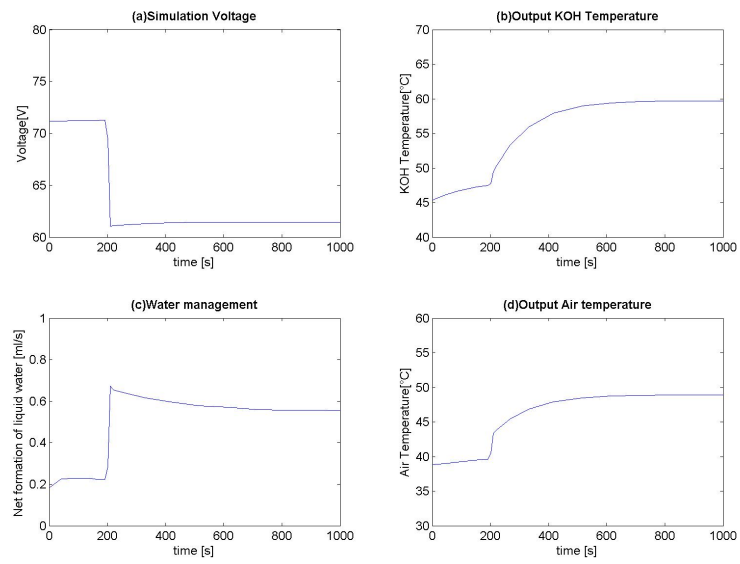 (a)Simulation Voltage
80
75
70
65
60
Voltage[V]
0 200 400 600 800 1000
time [s]
(b)Output KOH Temperature
70
65
60
55
50
45
40
KOH Temperature[°C]
0 200 400 600 800 1000
time [s]
(c)Water management
1
0.8
0.6
0.4
0.2
0
Net formation of liquid water [ml/s]
0 200 400 600 800 1000
time [s]
(d)Output Air temperature
60
55
50
45
40
35
30
Air Temperature[°C]
0 200 400 600 800 1000
time [s]